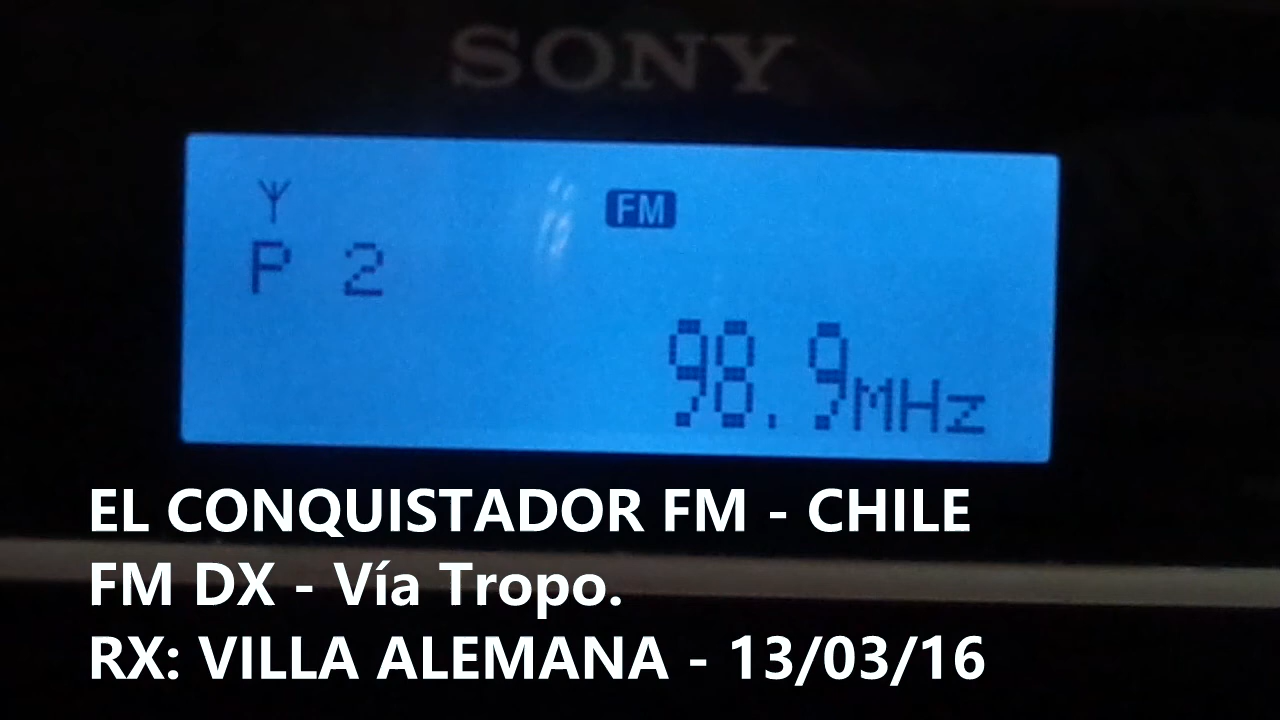 SONY
FM
P 2
98.9MHz
EL CONQUISTADOR FM - CHILE
FM DX - Vía Tropo.
RX: VILLA ALEMANA - 13/03/16